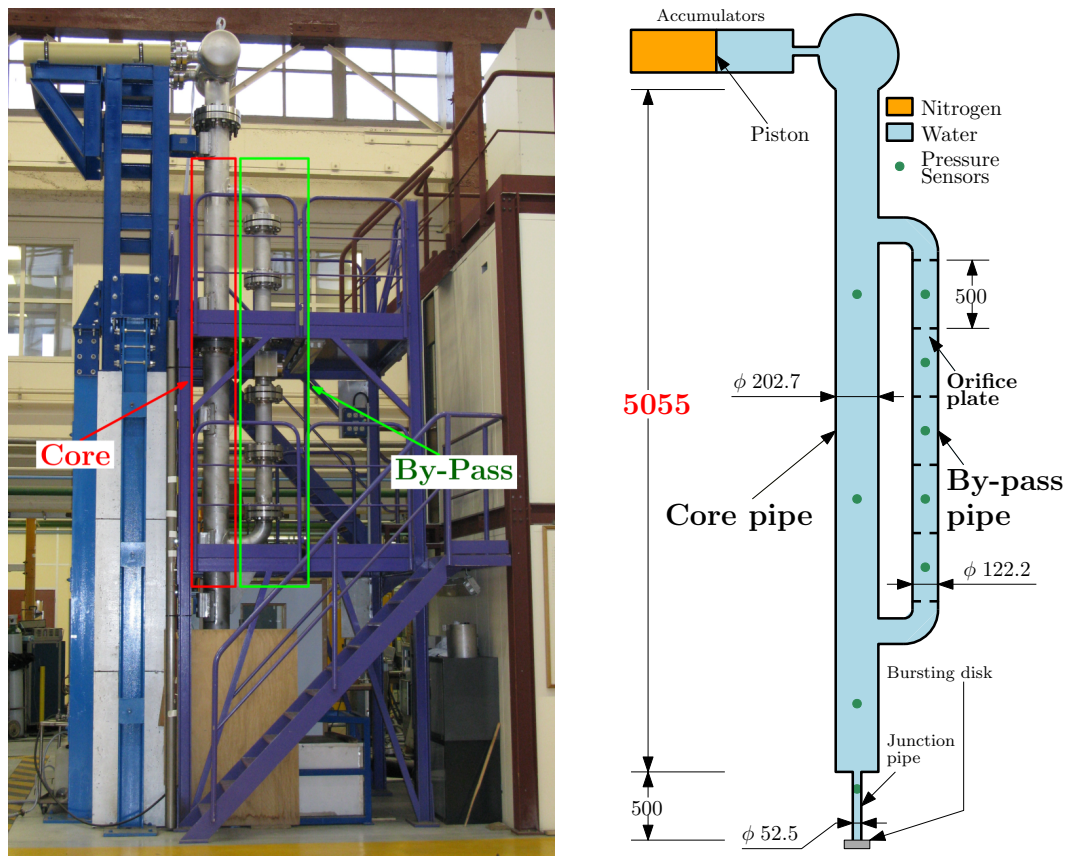 Core
By-Pass
Accumulators
Piston
Nitrogen
Water
Pressure
Sensors
500
Orifice
plate
ϕ 202.7
5055
By-pass
pipe
Core pipe
ϕ 122.2
Bursting disk
Junction
pipe
500
ϕ 52.5